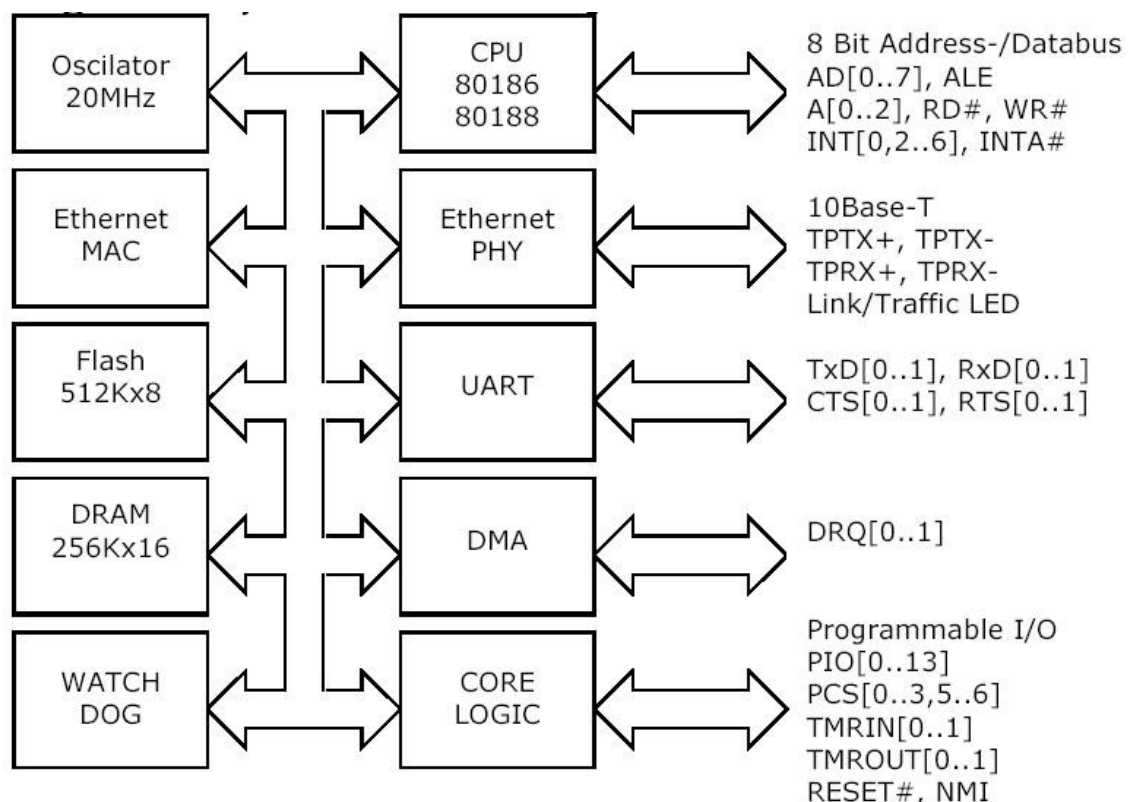 Oscilator
20MHz
CPU
80186
80188
8 Bit Address-/Databus
AD[0..7], ALE
A[0..2], RD#, WR#
INT[0,2..6], INTA#
Ethernet
MAC
Ethernet
PHY
10Base-T
TPTX+, TPTX-
TPRX+, TPRX-
Link/Traffic LED
Flash
512Kx8
UART
TxD[0..1], RxD[0..1]
CTS[0..1], RTS[0..1]
DRAM
256Kx16
DMA
DRQ[0..1]
WATCH
DOG
CORE
LOGIC
Programmable I/O
PIO[0..13]
PCS[0..3,5..6]
TMRIN[0..1]
TMROUT[0..1]
RESET#, NMI